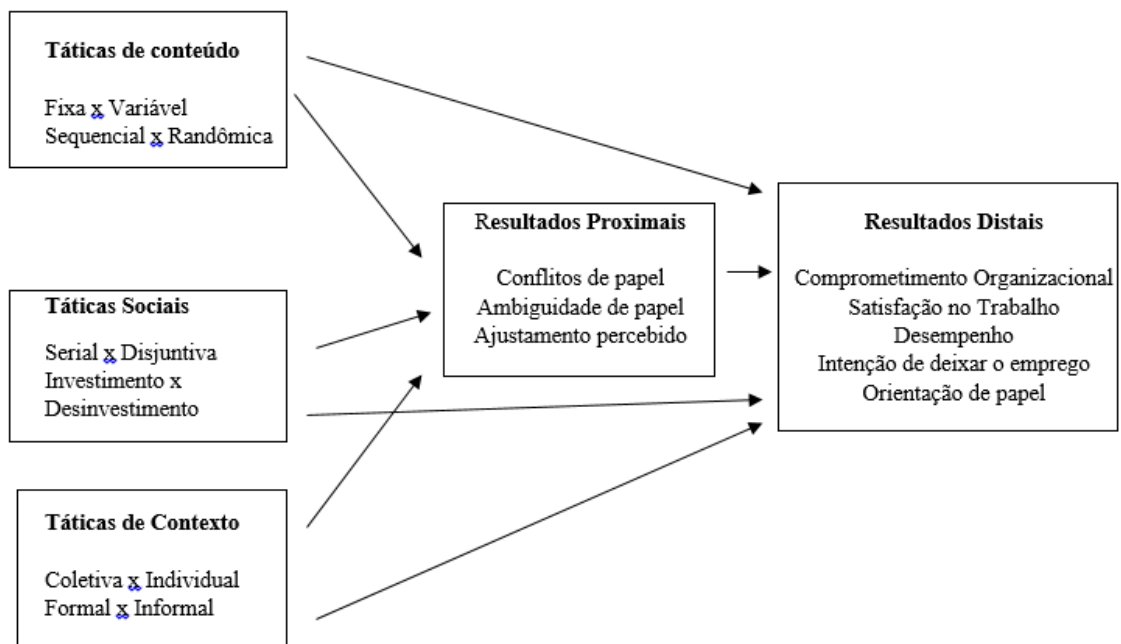 Táticas de conteúdo
Fixa x Variável
Sequencial x Randômica
Táticas Sociais
Serial x Disjuntiva
Investimento x
Desinvestimento
Táticas de Contexto
Coletiva x Individual
Formal x Informal
Resultados Proximais
Conflitos de papel
Ambiguidade de papel
Ajustamento percebido
Resultados Distais
Comprometimento Organizacional
Satisfação no Trabalho
Desempenho
Intenção de deixar o emprego
Orientação de papel